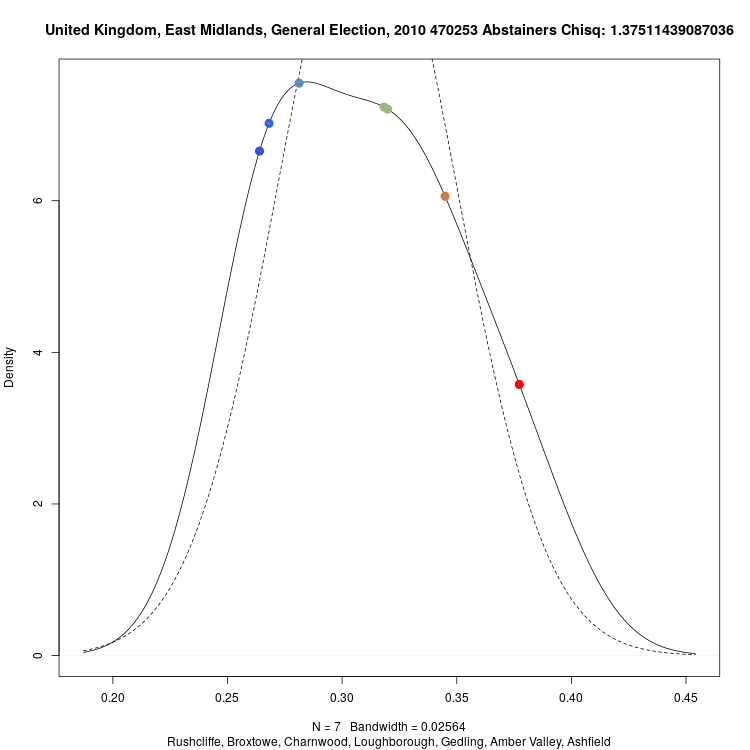 United Kingdom, East Midlands, General Election, 2010 470253 Abstainers Chisq: 1.37511439087036
Density
6
4
2
0
0.20 0.25 0.30 0.35 0.40 0.45
N = 7 Bandwidth = 0.02564
Rushcliffe, Broxtowe, Charnwood, Loughborough, Gedling, Amber Valley, Ashfield